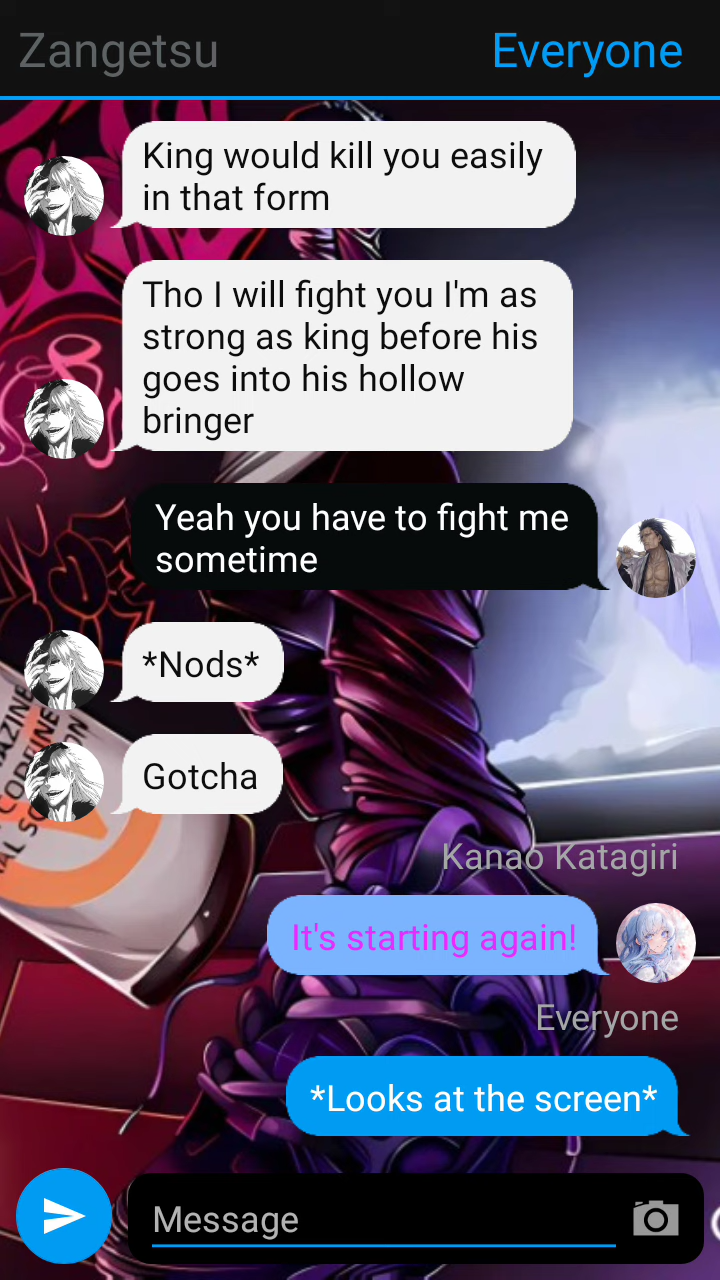 Zangetsu
Everyone
King would kill you easily
in that form
Tho I will fight you I'm as
strong as king before his
goes into his hollow
bringer
Yeah you have to fight me
sometime
*Nods*
Gotcha
Kanao Katagiri
It's starting again!
Everyone
*Looks at the screen*
Message